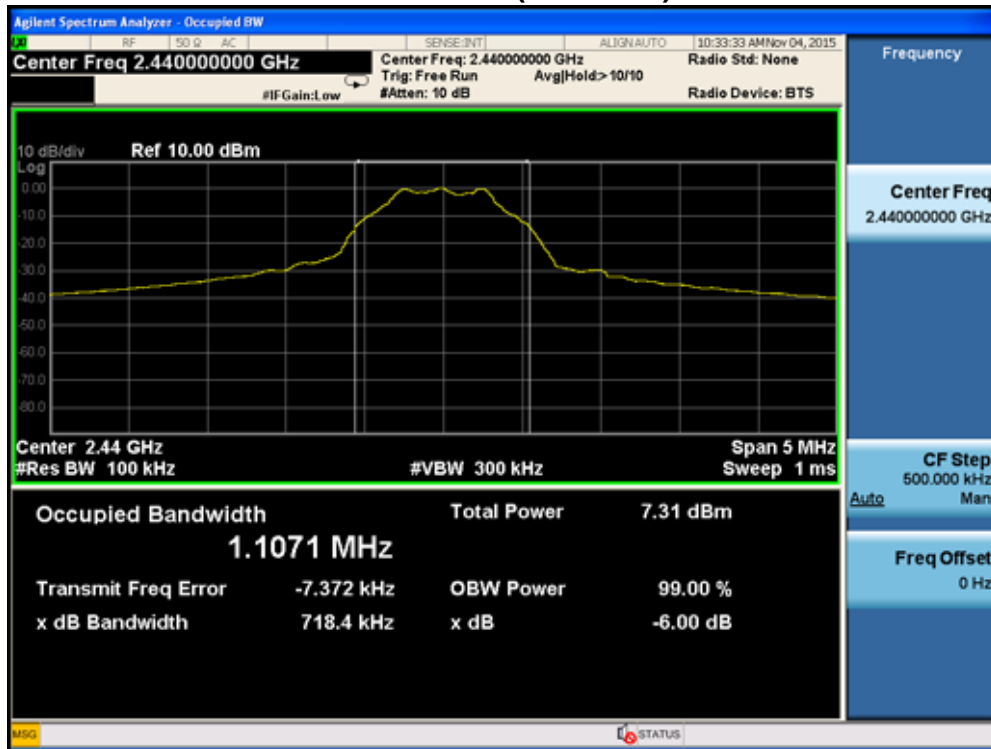 Agilent Spectrum Analyzer - Occupied BW
RF 50 Ω AC SENSE:INT ALIGNAUTO 10:33:33 AMNov 04, 2015
Center Freq 2.440000000 GHz
Center Freq: 2.440000000 GHz
Radio Std: None
Trig: Free Run Avg|Hold:> 10/10
#IFGain:Low
#Atten: 10 dB
Radio Device: BTS
10 dB/div Ref 10.00 dBm
Log
0.00
-10.0
-20.0
-30.0
-40.0
-50.0
-60.0
-70.0
-80.0
Center 2.44 GHz Span 5 MHz
#Res BW 100 kHz #VBW 300 kHz Sweep 1 ms
Occupied Bandwidth
1.1071 MHz
Total Power 7.31 dBm
Transmit Freq Error -7.372 kHz OBW Power 99.00 %
x dB Bandwidth 718.4 kHz x dB -6.00 dB
Frequency
Center Freq
2.440000000 GHz
CF Step
500.000 kHz
Auto Man
Freq Offset
0 Hz
MSG STATUS